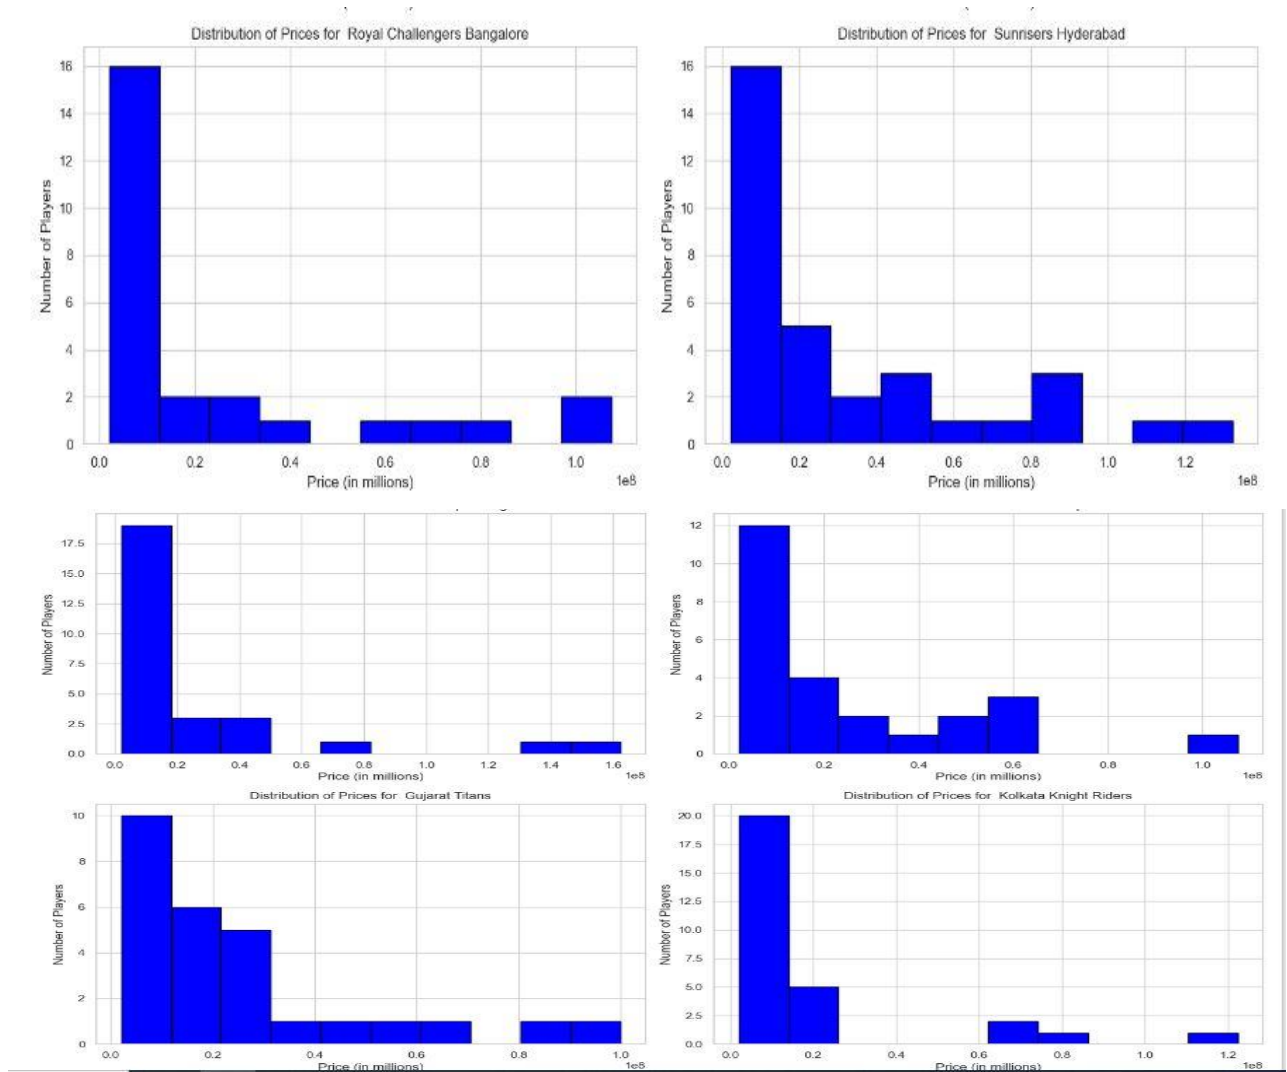 Distribution of Prices for Royal Challengers Bangalore
Number of Players
16
14
12
10
8
6
4
2
0
0.0 0.2 0.4 0.6 0.8 1.0
Price (in millions)
1e8
Distribution of Prices for Sunrisers Hyderabad
Number of Players
16
14
12
10
8
6
4
2
0
0.0 0.2 0.4 0.6 0.8 1.0 1.2
Price (in millions)
1e8
Number of Players
17.5
15.0
12.5
10.0
7.5
5.0
2.5
0.0
0.0 0.2 0.4 0.6 0.8 1.0 1.2 1.4 1.6
Price (in millions)
1e8
Number of Players
12
10
8
6
4
2
0
0.0 0.2 0.4 0.6 0.8 1.0
Price (in millions)
1e8
Distribution of Prices for Gujarat Titans
Number of Players
10
8
6
4
2
0
0.0 0.2 0.4 0.6 0.8 1.0
Price (in millions)
1e8
Distribution of Prices for Kolkata Knight Riders
Number of Players
20.0
17.5
15.0
12.5
10.0
7.5
5.0
2.5
0.0
0.0 0.2 0.4 0.6 0.8 1.0 1.2
Price (in millions)
1e8